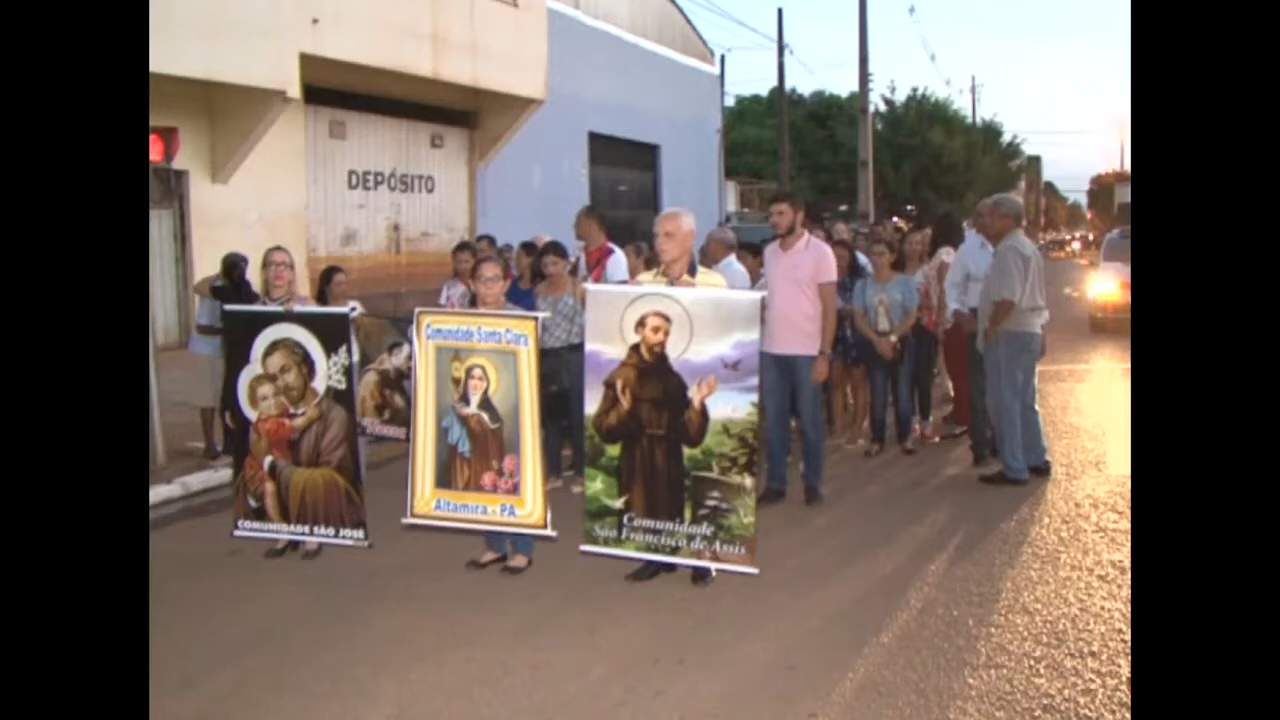 DEPÓSITO
COMUNIDADE SÃO JOSÉ
Comunidade Santa Clara
Altamira - PA
Comunidade
São Francisco de Assis